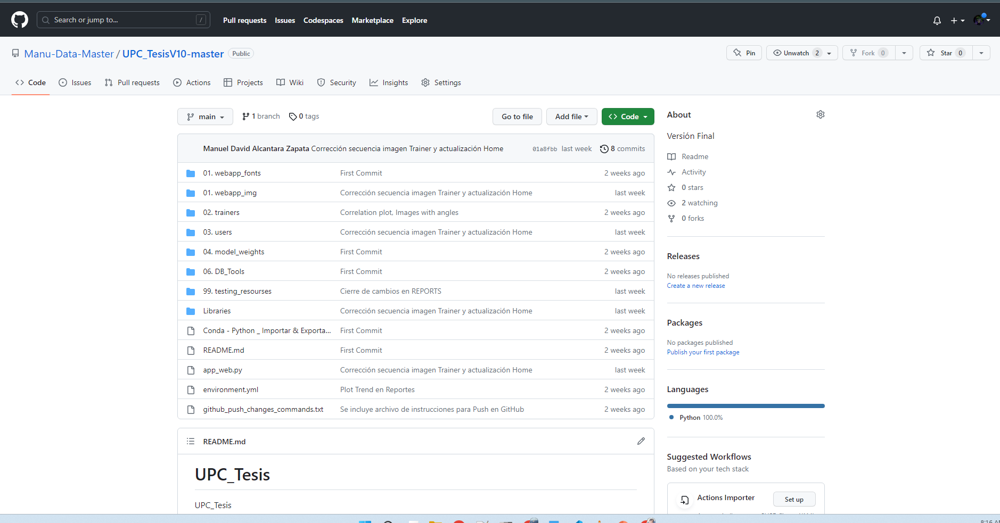 Search or jump to... /
Pull requests Issues Codespaces Marketplace Explore
Manu-Data-Master / UPC_TesisV10-master Public
Pin Unwatch 2 Fork 0 Star 0
Code Issues Pull requests Actions Projects Wiki Security Insights Settings
main 1 branch 0 tags Go to file Add file Code
Manuel David Alcantara Zapata Corrección secuencia imagen Trainer y actualización Home 01a8fbb last week 8 commits
01. webapp_fonts First Commit 2 weeks ago
01. webapp_img Corrección secuencia imagen Trainer y actualización Home last week
02. trainers Correlation plot, Images with angles 2 weeks ago
03. users Corrección secuencia imagen Trainer y actualización Home last week
04. model_weights First Commit 2 weeks ago
06. DB_Tools First Commit 2 weeks ago
99. testing_resourses Cierre de cambios en REPORTS last week
Libraries Corrección secuencia imagen Trainer y actualización Home last week
Conda - Python _ Importar & Exporta... First Commit 2 weeks ago
README.md First Commit 2 weeks ago
app_web.py Corrección secuencia imagen Trainer y actualización Home last week
environment.yml Plot Trend en Reportes 2 weeks ago
github_push_changes_commands.txt Se incluye archivo de instrucciones para Push en GitHub 2 weeks ago
README.md
UPC_Tesis
UPC_Tesis
About
Versión Final
Readme
Activity
0 stars
2 watching
0 forks
Releases
No releases published
Create a new release
Packages
No packages published
Publish your first package
Languages
Python 100.0%
Suggested Workflows
Based on your tech stack
Actions Importer Set up